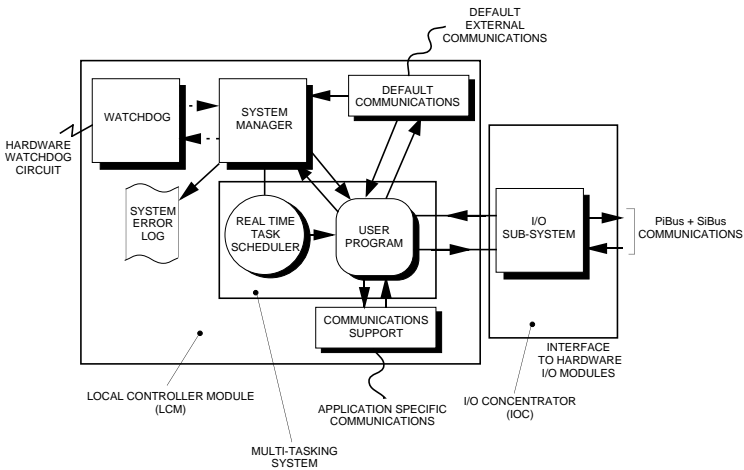 DEFAULT
EXTERNAL
COMMUNICATIONS
WATCHDOG
SYSTEM
MANAGER
DEFAULT
COMMUNICATIONS
HARDWARE
WATCHDOG
CIRCUIT
SYSTEM
ERROR
LOG
REAL TIME
TASK
SCHEDULER
USER
PROGRAM
I/O
SUB-SYSTEM
PiBus + SiBus
COMMUNICATIONS
COMMUNICATIONS
SUPPORT
INTERFACE
TO HARDWARE
I/O MODULES
LOCAL CONTROLLER MODULE
(LCM)
APPLICATION SPECIFIC
COMMUNICATIONS
I/O CONCENTRATOR
(IOC)
MULTI-TASKING
SYSTEM